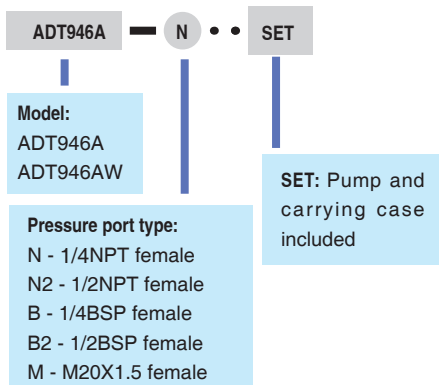 ADT946A — N • • SET
Model:
ADT946A
ADT946AW
SET: Pump and
carrying case
included
Pressure port type:
N - 1/4NPT female
N2 - 1/2NPT female
B - 1/4BSP female
B2 - 1/2BSP female
M - M20X1.5 female